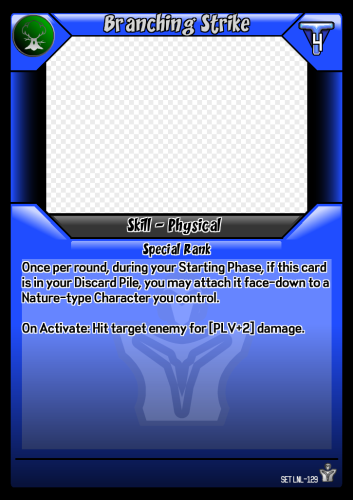 Branching Strike
4
Skill - Physical
Special Rank
Once per round, during your Starting Phase, if this card
is in your Discard Pile, you may attach it face-down to a
Nature-type Character you control.
On Activate: Hit target enemy for [PLV+2] damage.
SET LNL-129